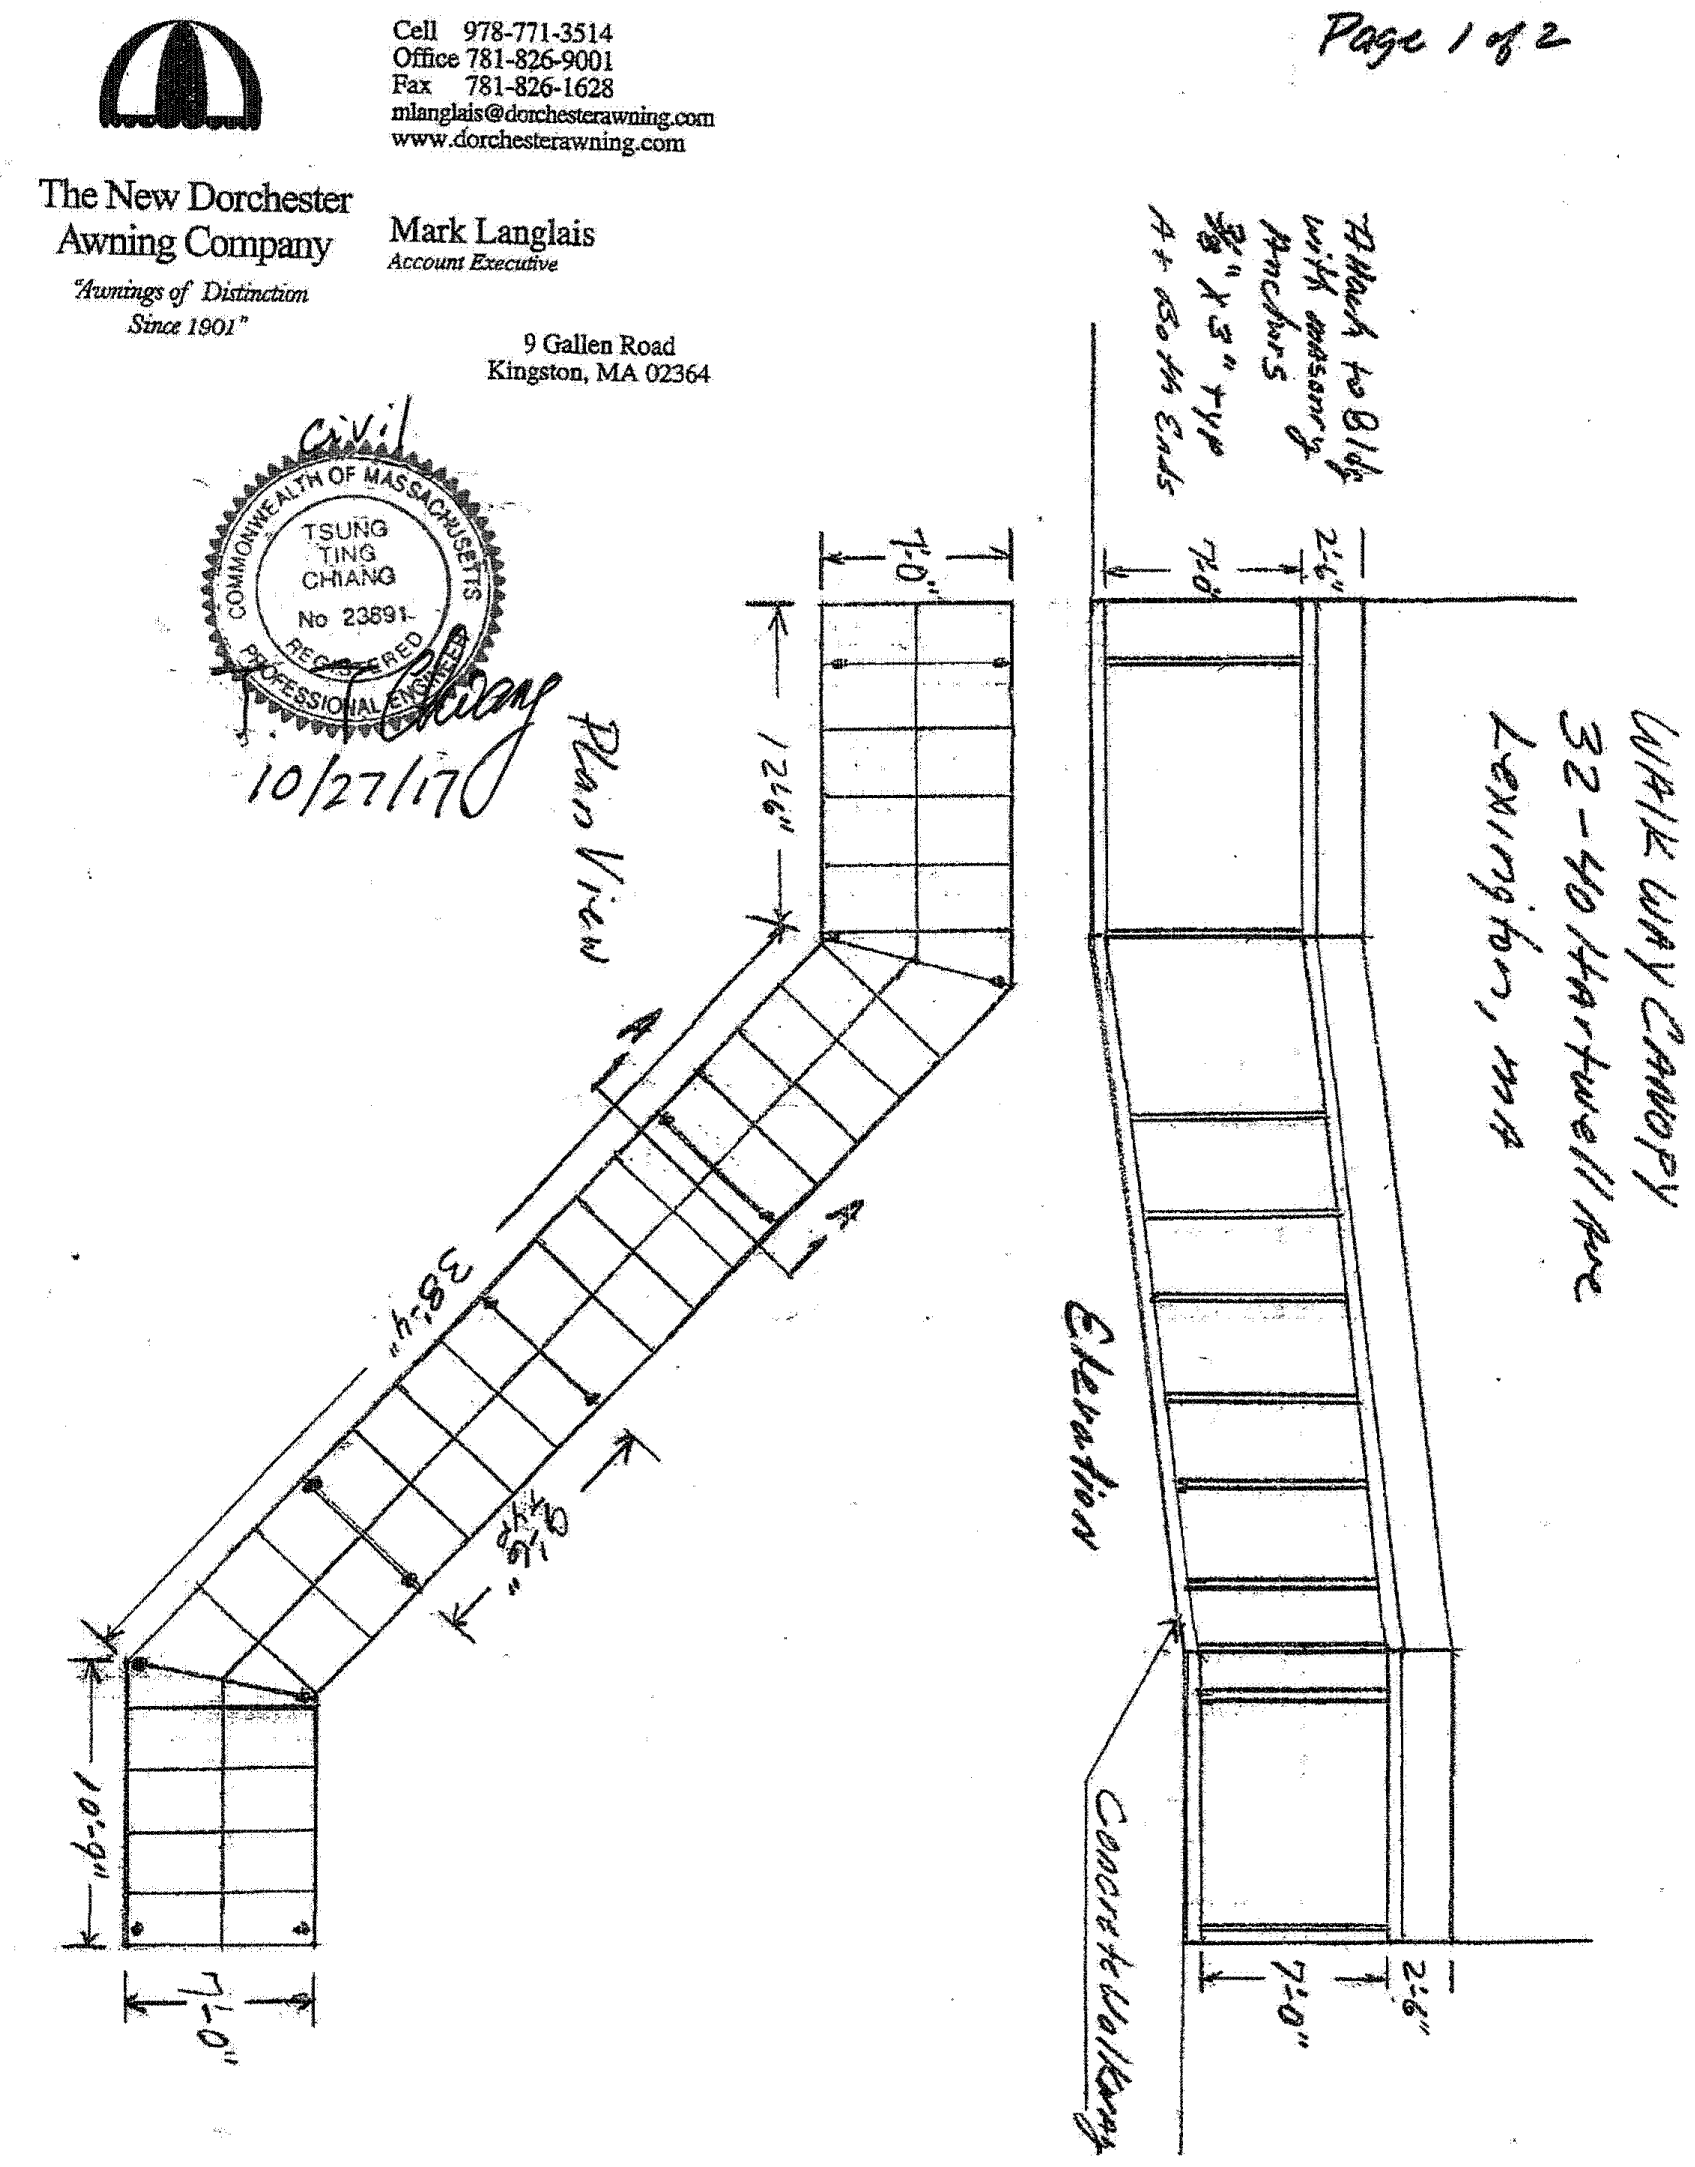 Page 1 of 2
Cell 978-771-3514
Office 781-826-9001
Fax 781-826-1628
mlanglais@dorchesterawning.com
www.dorchesterawning.com
The New Dorchester
Awning Company
"Awnings of Distinction
Since 1901"
Mark Langlais
Account Executive
9 Gallen Road
Kingston, MA 02364
Civil
COMMONWEALTH OF MASSACHUSETTS
TSUNG
TING
CHIANG
No 23891
REGISTERED
PROFESSIONAL ENGINEER
T. T. Chiang
10/27/17
WAlK WAY CANOPY
32-40 Hartwell Ave
Lexington, MA
Attach to Bldg
with masonry
Anchors
3/8" x 3" typ
At Both Ends
2'-6"
7'-0"
Elevation
Concrete Walkway
7'-0"
2'-6"
7'-0"
12'-6"
Plan View
A
A
38'-4"
9'-6"
TYP
10'-9"
7'-0"